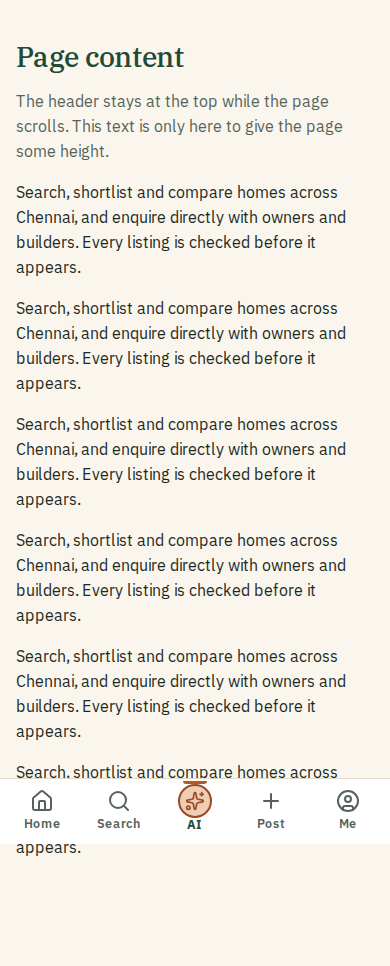 Page content
The header stays at the top while the page
scrolls. This text is only here to give the page
some height.
Search, shortlist and compare homes across
Chennai, and enquire directly with owners and
builders. Every listing is checked before it
appears.
Search, shortlist and compare homes across
Chennai, and enquire directly with owners and
builders. Every listing is checked before it
appears.
Search, shortlist and compare homes across
Chennai, and enquire directly with owners and
builders. Every listing is checked before it
appears.
Search, shortlist and compare homes across
Chennai, and enquire directly with owners and
builders. Every listing is checked before it
appears.
Search, shortlist and compare homes across
Chennai, and enquire directly with owners and
builders. Every listing is checked before it
appears.
Search, shortlist and compare homes across
Home Search AI Post Me
appears.